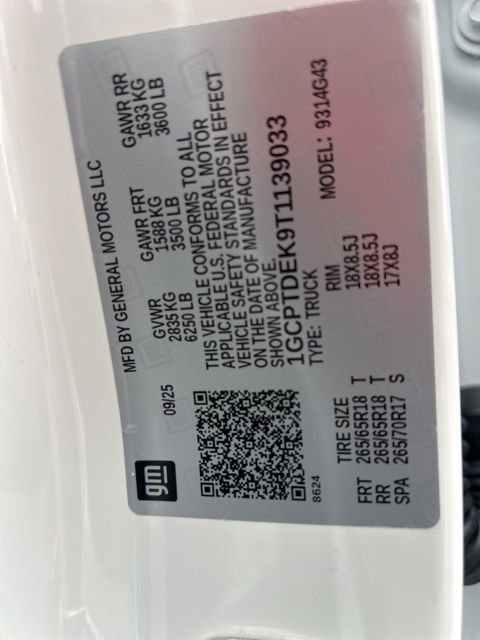 MFD BY GENERAL MOTORS LLC
gm
09/25
GVWR GAWR FRT GAWR RR
2835 KG 1588 KG 1633 KG
6250 LB 3500 LB 3600 LB
THIS VEHICLE CONFORMS TO ALL
APPLICABLE U.S. FEDERAL MOTOR
VEHICLE SAFETY STANDARDS IN EFFECT
ON THE DATE OF MANUFACTURE
SHOWN ABOVE.
1GCPTDEK9T1139033
TYPE: TRUCK MODEL: 9314G43
8624
TIRE SIZE RIM
FRT 265/65R18 T 18X8.5J
RR 265/65R18 T 18X8.5J
SPA 265/70R17 S 17X8J